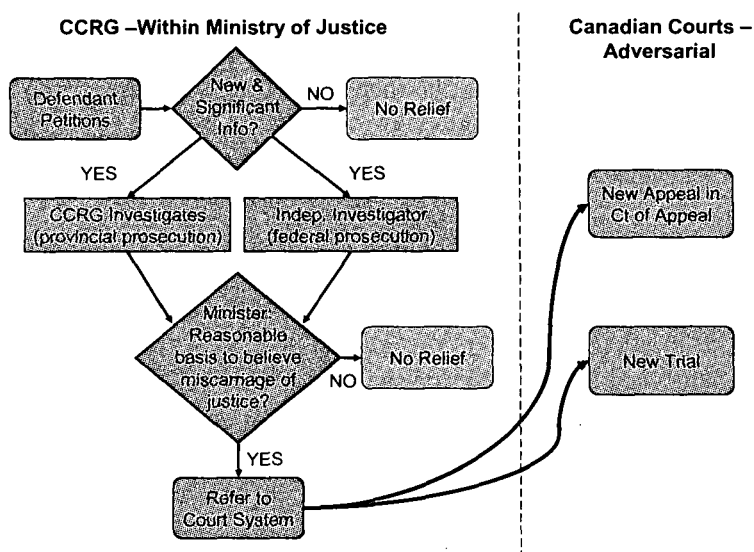 CCRG –Within Ministry of Justice
Canadian Courts –
Adversarial
Defendant
Petitions
New &
Significant
Info?
NO
No Relief
YES
YES
CCRG Investigates
(provincial prosecution)
Indep. Investigator
(federal prosecution)
New Appeal in
Ct of Appeal
Minister:
Reasonable
basis to believe
miscarriage of
justice?
NO
No Relief
New Trial
YES
Refer to
Court System